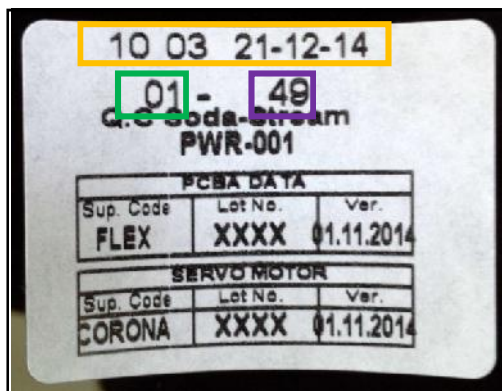 10 03 21-12-14
01 - 49
Q.C Soda-Stream
PWR-001
PCBA DATA
Sup. Code Lot No. Ver.
FLEX XXXX 01.11.2014
SERVO MOTOR
Sup. Code Lot No. Ver.
CORONA XXXX 01.11.2014